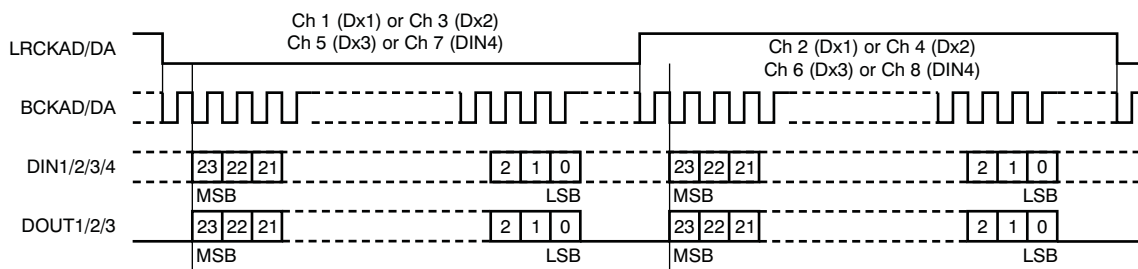 Ch 1 (Dx1) or Ch 3 (Dx2)
Ch 5 (Dx3) or Ch 7 (DIN4)
LRCKAD/DA
Ch 2 (Dx1) or Ch 4 (Dx2)
Ch 6 (Dx3) or Ch 8 (DIN4)
BCKAD/DA
DIN1/2/3/4 23 22 21 2 1 0 23 22 21 2 1 0
MSB LSB MSB LSB
DOUT1/2/3 23 22 21 2 1 0 23 22 21 2 1 0
MSB LSB MSB LSB